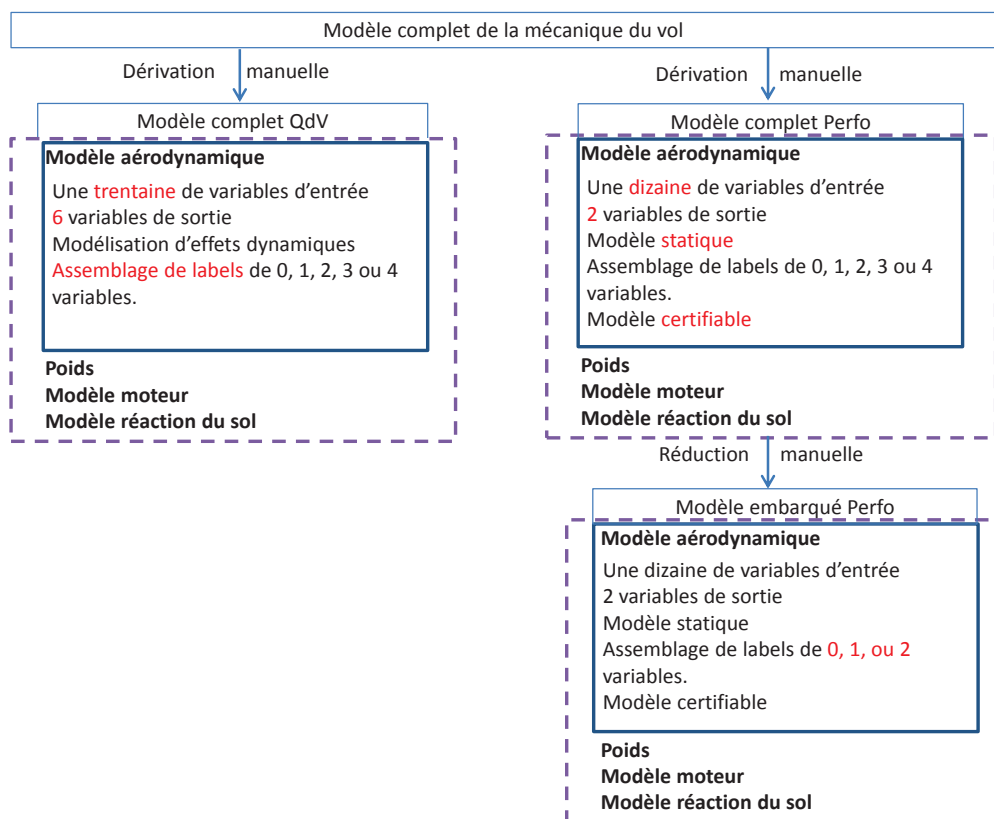 Modèle complet de la mécanique du vol
Dérivation manuelle
Modèle complet QdV
Modèle aérodynamique
Une trentaine de variables d'entrée
6 variables de sortie
Modélisation d'effets dynamiques
Assemblage de labels de 0, 1, 2, 3 ou 4
variables.
Poids
Modèle moteur
Modèle réaction du sol
Dérivation manuelle
Modèle complet Perfo
Modèle aérodynamique
Une dizaine de variables d'entrée
2 variables de sortie
Modèle statique
Assemblage de labels de 0, 1, 2, 3 ou 4
variables.
Modèle certifiable
Poids
Modèle moteur
Modèle réaction du sol
Réduction manuelle
Modèle embarqué Perfo
Modèle aérodynamique
Une dizaine de variables d'entrée
2 variables de sortie
Modèle statique
Assemblage de labels de 0, 1, ou 2
variables.
Modèle certifiable
Poids
Modèle moteur
Modèle réaction du sol